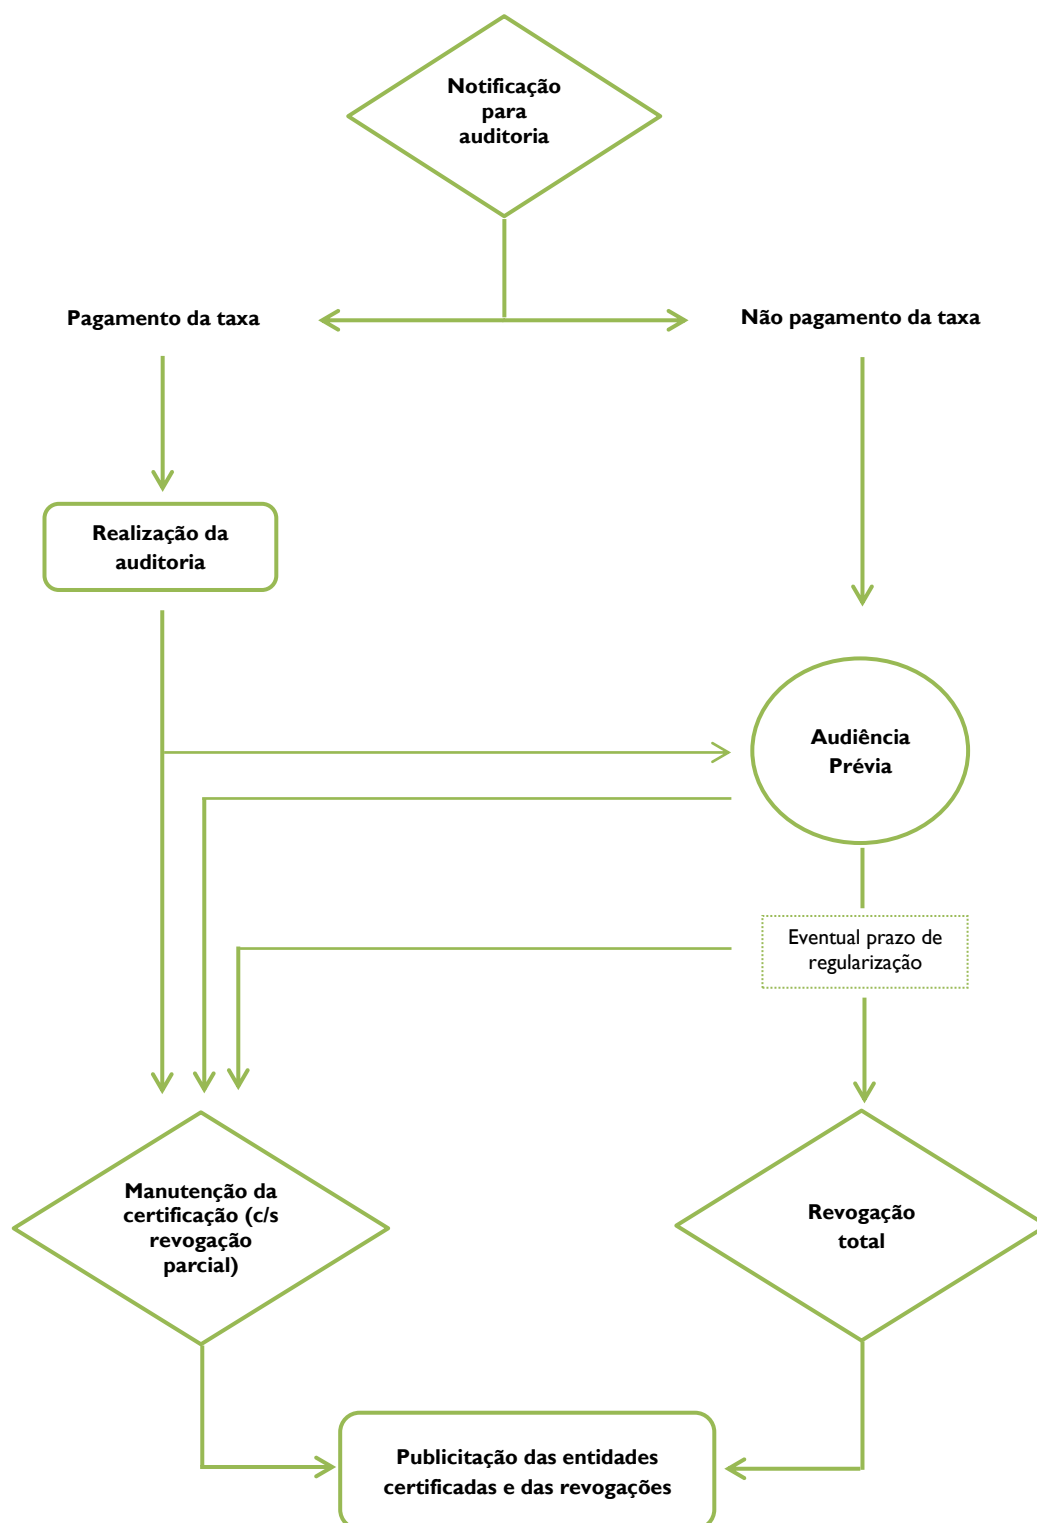 Notificação
para
auditoria
Pagamento da taxa
Não pagamento da taxa
Realização da
auditoria
Audiência
Prévia
Eventual prazo de
regularização
Manutenção da
certificação (c/s
revogação
parcial)
Revogação
total
Publicitação das entidades
certificadas e das revogações